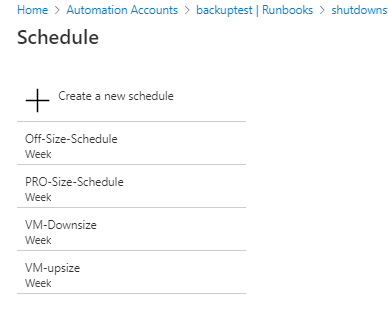 Home > Automation Accounts > backuptest | Runbooks > shutdowns
Schedule
Create a new schedule
Off-Size-Schedule
Week
PRO-Size-Schedule
Week
VM-Downsize
Week
VM-upsize
Week